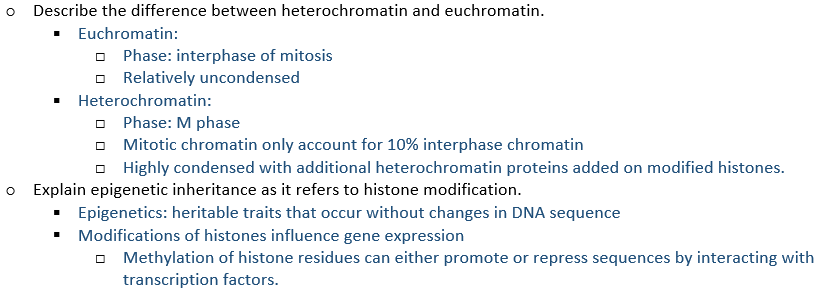 Describe the difference between heterochromatin and euchromatin.
Euchromatin:
Phase: interphase of mitosis
Relatively uncondensed
Heterochromatin:
Phase: M phase
Mitotic chromatin only account for 10% interphase chromatin
Highly condensed with additional heterochromatin proteins added on modified histones.
Explain epigenetic inheritance as it refers to histone modification.
Epigenetics: heritable traits that occur without changes in DNA sequence
Modifications of histones influence gene expression
Methylation of histone residues can either promote or repress sequences by interacting with
transcription factors.